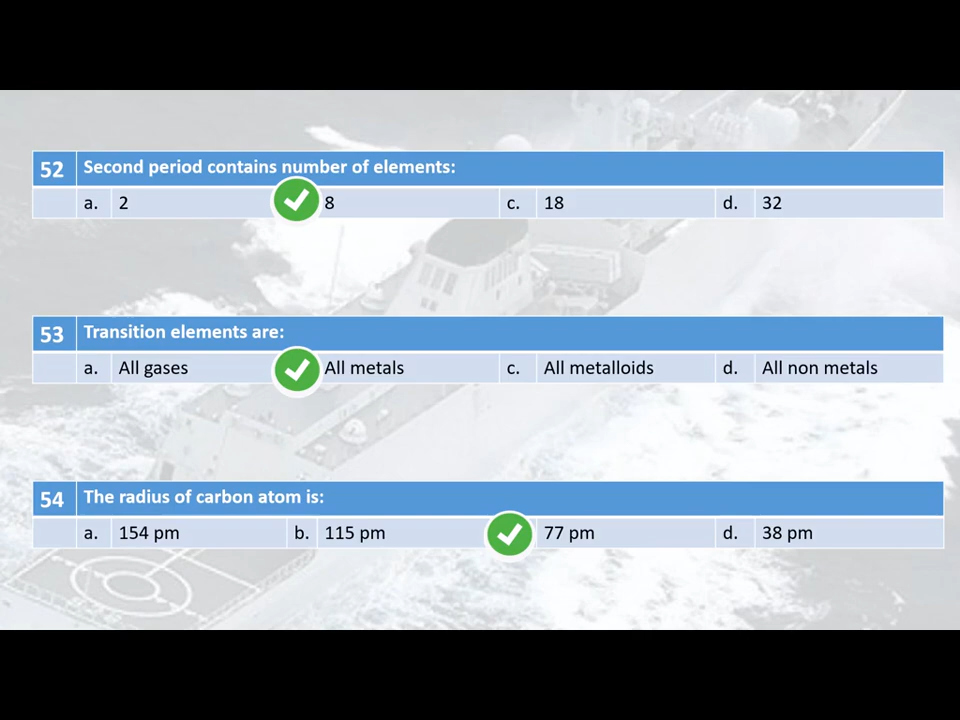 52 Second period contains number of elements:
a. 2 8 c. 18 d. 32
53 Transition elements are:
a. All gases All metals c. All metalloids d. All non metals
54 The radius of carbon atom is:
a. 154 pm b. 115 pm 77 pm d. 38 pm